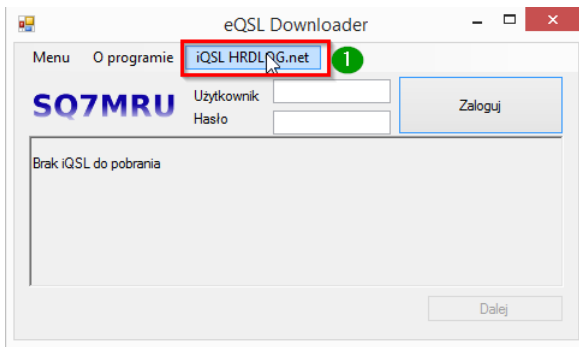 eQSL Downloader
Menu O programie iQSL HRDLOG.net 1
SQ7MRU
Użytkownik
Hasło
Zaloguj
Brak iQSL do pobrania
Dalej